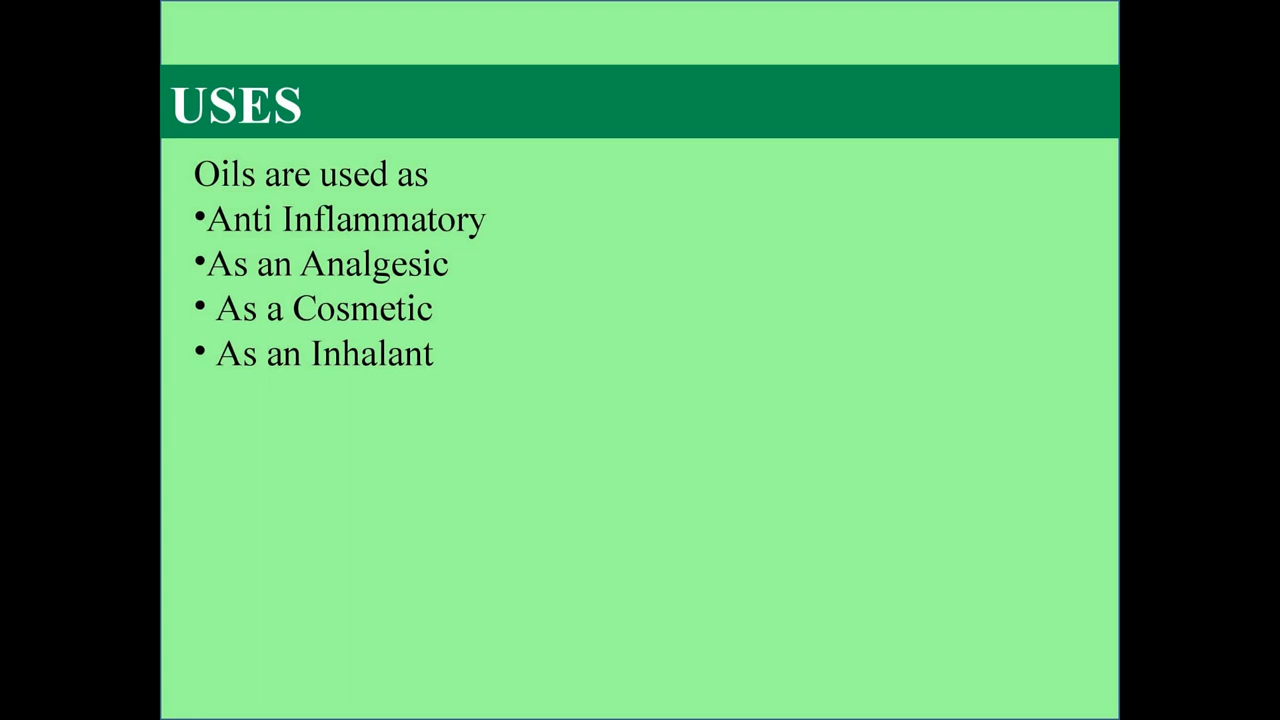 USES
Oils are used as
•Anti Inflammatory
•As an Analgesic
• As a Cosmetic
• As an Inhalant